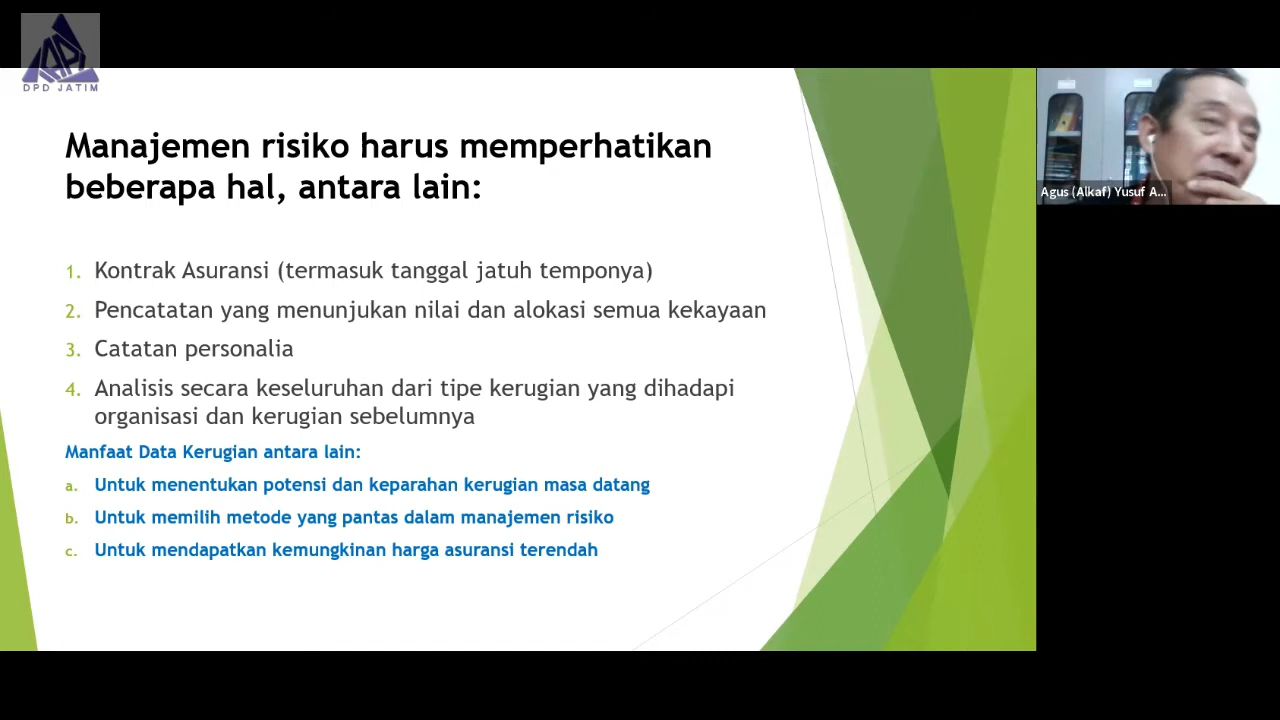 API
DPD JATIM
Manajemen risiko harus memperhatikan
beberapa hal, antara lain:
1. Kontrak Asuransi (termasuk tanggal jatuh temponya)
2. Pencatatan yang menunjukan nilai dan alokasi semua kekayaan
3. Catatan personalia
4. Analisis secara keseluruhan dari tipe kerugian yang dihadapi
organisasi dan kerugian sebelumnya
Manfaat Data Kerugian antara lain:
a. Untuk menentukan potensi dan keparahan kerugian masa datang
b. Untuk memilih metode yang pantas dalam manajemen risiko
c. Untuk mendapatkan kemungkinan harga asuransi terendah
Agus (Alkaf) Yusuf A...